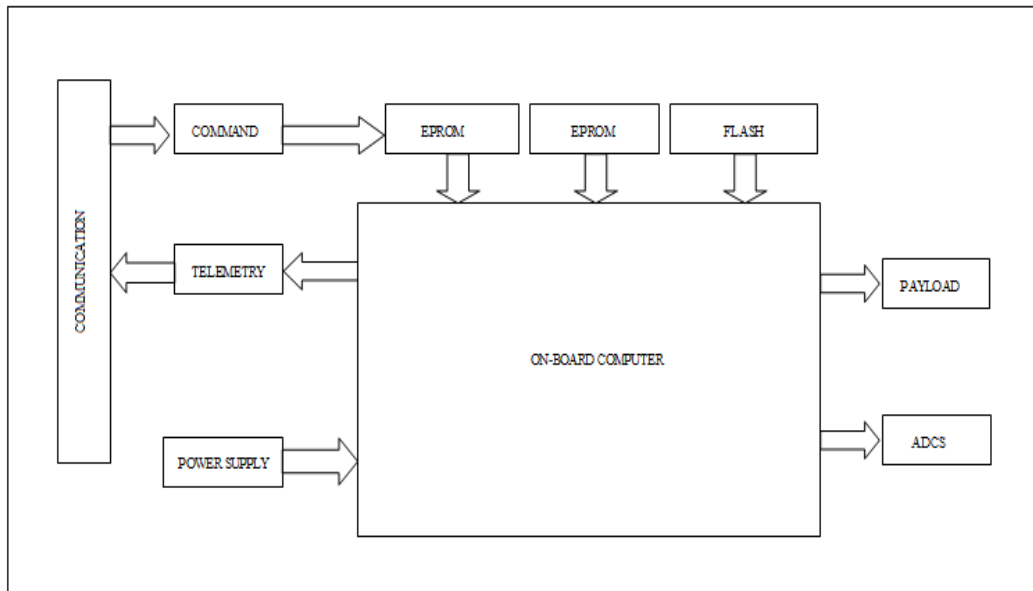 COMMAND
EPROM
EPROM
FLASH
COMMUNICATION
TELEMETRY
PAYLOAD
ON-BOARD COMPUTER
ADCS
POWER SUPPLY